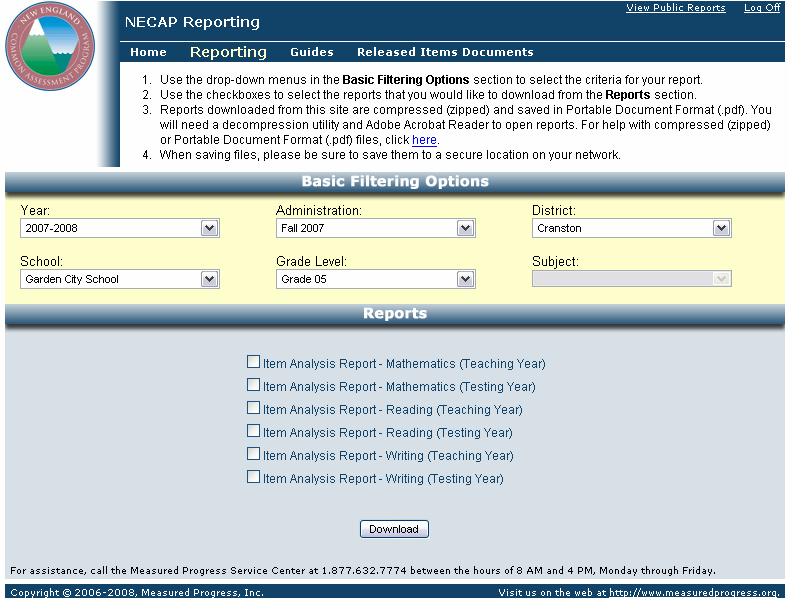 View Public Reports Log Off
NEW ENGLAND
COMMON ASSESSMENT PROGRAM
NECAP Reporting
Home Reporting Guides Released Items Documents
1. Use the drop-down menus in the Basic Filtering Options section to select the criteria for your report.
2. Use the checkboxes to select the reports that you would like to download from the Reports section.
3. Reports downloaded from this site are compressed (zipped) and saved in Portable Document Format (.pdf). You
will need a decompression utility and Adobe Acrobat Reader to open reports. For help with compressed (zipped)
or Portable Document Format (.pdf) files, click here.
4. When saving files, please be sure to save them to a secure location on your network.
Basic Filtering Options
Year: Administration: District:
2007-2008 Fall 2007 Cranston
School: Grade Level: Subject:
Garden City School Grade 05
Reports
Item Analysis Report - Mathematics (Teaching Year)
Item Analysis Report - Mathematics (Testing Year)
Item Analysis Report - Reading (Teaching Year)
Item Analysis Report - Reading (Testing Year)
Item Analysis Report - Writing (Teaching Year)
Item Analysis Report - Writing (Testing Year)
Download
For assistance, call the Measured Progress Service Center at 1.877.632.7774 between the hours of 8 AM and 4 PM, Monday through Friday.
Copyright © 2006-2008, Measured Progress, Inc. Visit us on the web at http://www.measuredprogress.org.